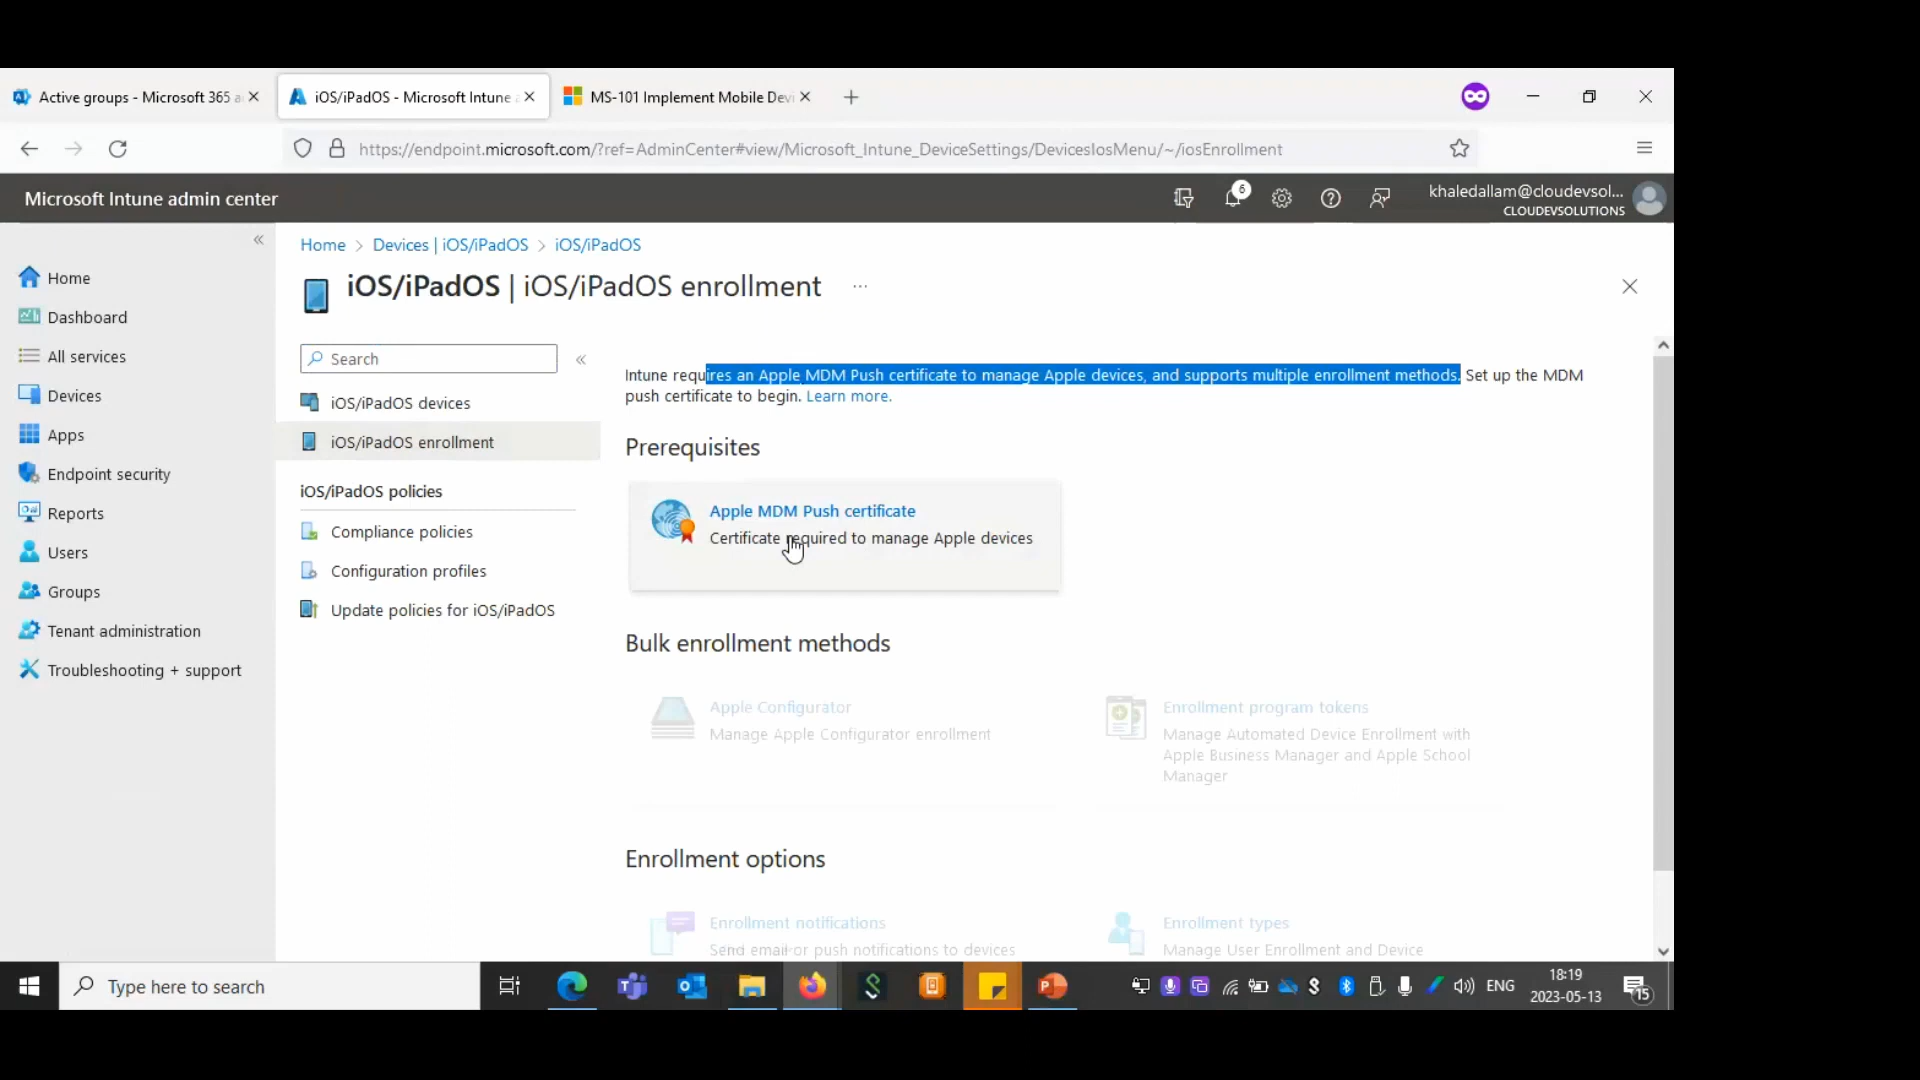 Active groups - Microsoft 365 a
iOS/iPadOS - Microsoft Intune
MS-101 Implement Mobile Devi
https://endpoint.microsoft.com/?ref=AdminCenter#view/Microsoft_Intune_DeviceSettings/DevicesIosMenu/~/iosEnrollment
Microsoft Intune admin center
6
khaledallam@cloudevsol...
CLOUDEVSOLUTIONS
Home
Dashboard
All services
Devices
Apps
Endpoint security
Reports
Users
Groups
Tenant administration
Troubleshooting + support
Home > Devices | iOS/iPadOS > iOS/iPadOS
iOS/iPadOS | iOS/iPadOS enrollment ...
Search
iOS/iPadOS devices
iOS/iPadOS enrollment
iOS/iPadOS policies
Compliance policies
Configuration profiles
Update policies for iOS/iPadOS
Intune requires an Apple MDM Push certificate to manage Apple devices, and supports multiple enrollment methods. Set up the MDM
push certificate to begin. Learn more.
Prerequisites
Apple MDM Push certificate
Certificate required to manage Apple devices
Bulk enrollment methods
Apple Configurator
Manage Apple Configurator enrollment
Enrollment program tokens
Manage Automated Device Enrollment with
Apple Business Manager and Apple School
Manager
Enrollment options
Enrollment notifications
Send email or push notifications to devices
Enrollment types
Manage User Enrollment and Device
Type here to search
ENG
18:19
2023-05-13
15